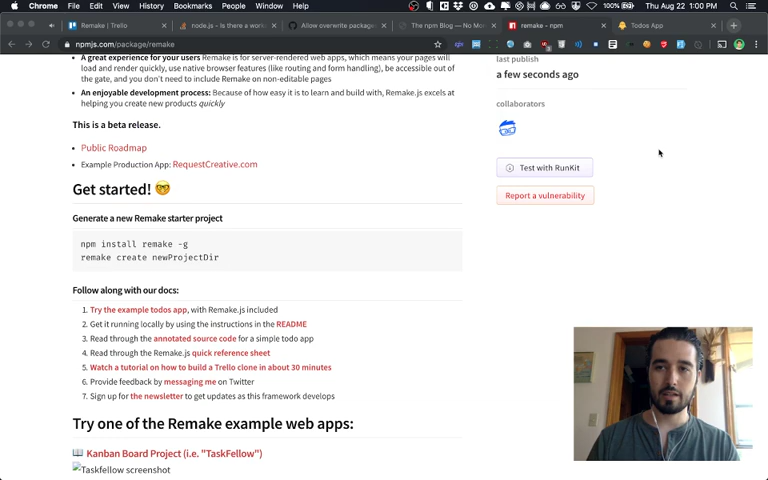 Chrome File Edit View History Bookmarks People Window Help 100% Thu Aug 22 1:00 PM
Remake | Trello
node.js - Is there a worka
Allow overwrite package
The npm Blog — No Mo
remake - npm
Todos App
npmjs.com/package/remake
A great experience for your users Remake is for server-rendered web apps, which means your pages will
load and render quickly, use native browser features (like routing and form handling), be accessible out of
the gate, and you don't need to include Remake on non-editable pages
An enjoyable development process: Because of how easy it is to learn and build with, Remake.js excels at
helping you create new products quickly
This is a beta release.
Public Roadmap
Example Production App: RequestCreative.com
Get started! 🤓
Generate a new Remake starter project
npm install remake -g
remake create newProjectDir
Follow along with our docs:
1. Try the example todos app, with Remake.js included
2. Get it running locally by using the instructions in the README
3. Read through the annotated source code for a simple todo app
4. Read through the Remake.js quick reference sheet
5. Watch a tutorial on how to build a Trello clone in about 30 minutes
6. Provide feedback by messaging me on Twitter
7. Sign up for the newsletter to get updates as this framework develops
Try one of the Remake example web apps:
📖 Kanban Board Project (i.e. "TaskFellow")
Taskfellow screenshot
last publish
a few seconds ago
collaborators
Test with RunKit
Report a vulnerability